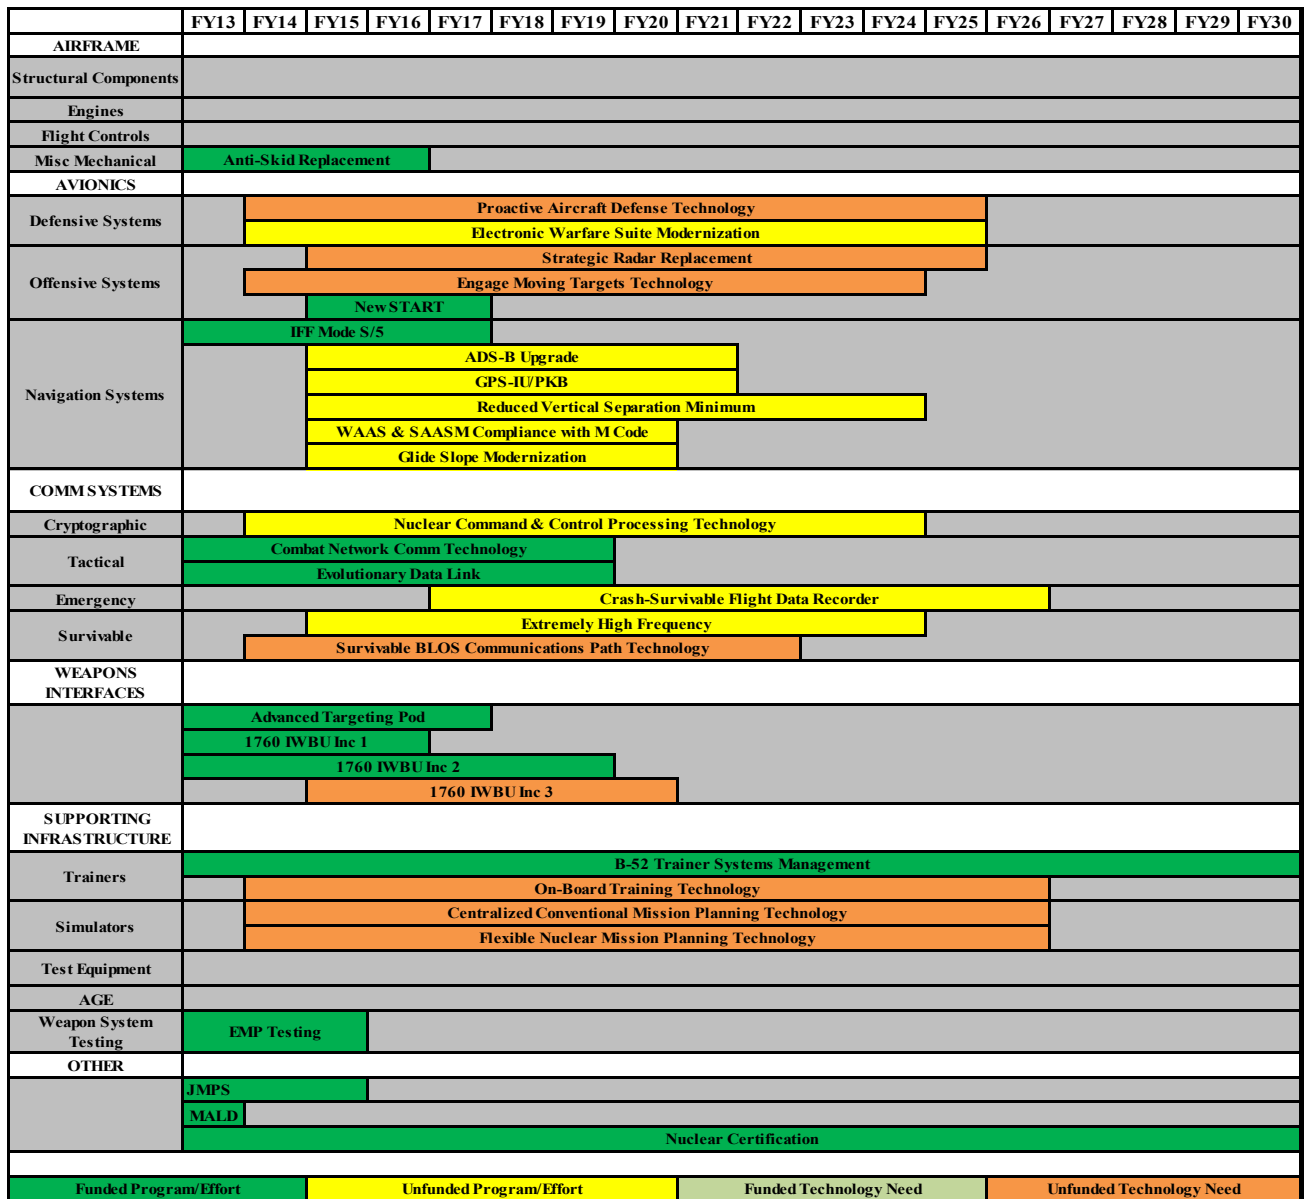 FY13 FY14 FY15 FY16 FY17 FY18 FY19 FY20 FY21 FY22 FY23 FY24 FY25 FY26 FY27 FY28 FY29 FY30
AIRFRAME
Structural Components
Engines
Flight Controls
Misc Mechanical Anti-Skid Replacement
AVIONICS
Defensive Systems
Proactive Aircraft Defense Technology
Electronic Warfare Suite Modernization
Offensive Systems
Strategic Radar Replacement
Engage Moving Targets Technology
New START
Navigation Systems
IFF Mode S/5
ADS-B Upgrade
GPS-IU/PKB
Reduced Vertical Separation Minimum
WAAS & SAASM Compliance with M Code
Glide Slope Modernization
COMM SYSTEMS
Cryptographic Nuclear Command & Control Processing Technology
Tactical
Combat Network Comm Technology
Evolutionary Data Link
Emergency Crash-Survivable Flight Data Recorder
Survivable
Extremely High Frequency
Survivable BLOS Communications Path Technology
WEAPONS
INTERFACES
Advanced Targeting Pod
1760 IWBU Inc 1
1760 IWBU Inc 2
1760 IWBU Inc 3
SUPPORTING
INFRASTRUCTURE
Trainers
B-52 Trainer Systems Management
On-Board Training Technology
Simulators
Centralized Conventional Mission Planning Technology
Flexible Nuclear Mission Planning Technology
Test Equipment
AGE
Weapon System
Testing
EMP Testing
OTHER
JMPS
MALD
Nuclear Certification
Funded Program/Effort Unfunded Program/Effort Funded Technology Need Unfunded Technology Need